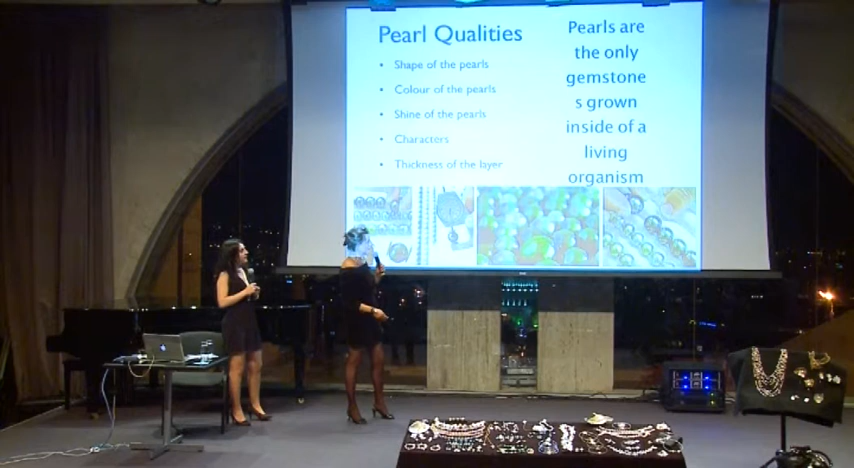 Pearl Qualities
• Shape of the pearls
• Colour of the pearls
• Shine of the pearls
• Characters
• Thickness of the layer
Pearls are
the only
gemstone
s grown
inside of a
living
organism